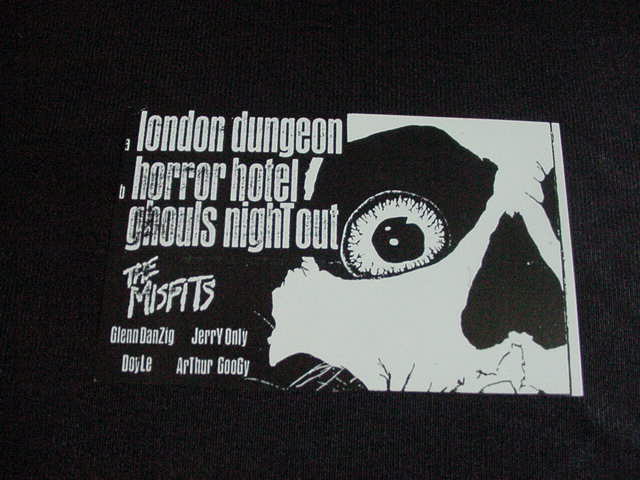 a london dungeon
b horror hotel /
ghouls nighT out
THE
MISFITS
Glenn DanZig JerrY Only
DoyLe ArThur GooGy